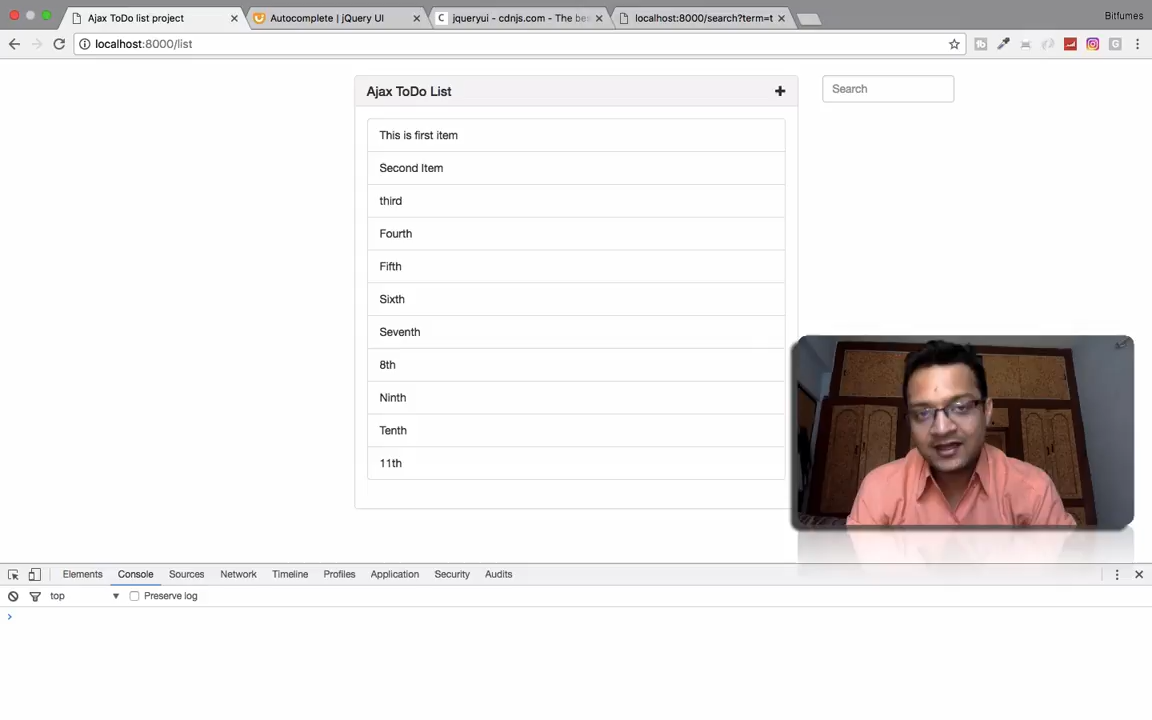 Ajax ToDo list project
Autocomplete | jQuery UI
jqueryui - cdnjs.com - The be
localhost:8000/search?term=t
Bitfumes
localhost:8000/list
Ajax ToDo List
Search
This is first item
Second Item
third
Fourth
Fifth
Sixth
Seventh
8th
Ninth
Tenth
11th
Elements Console Sources Network Timeline Profiles Application Security Audits
top Preserve log